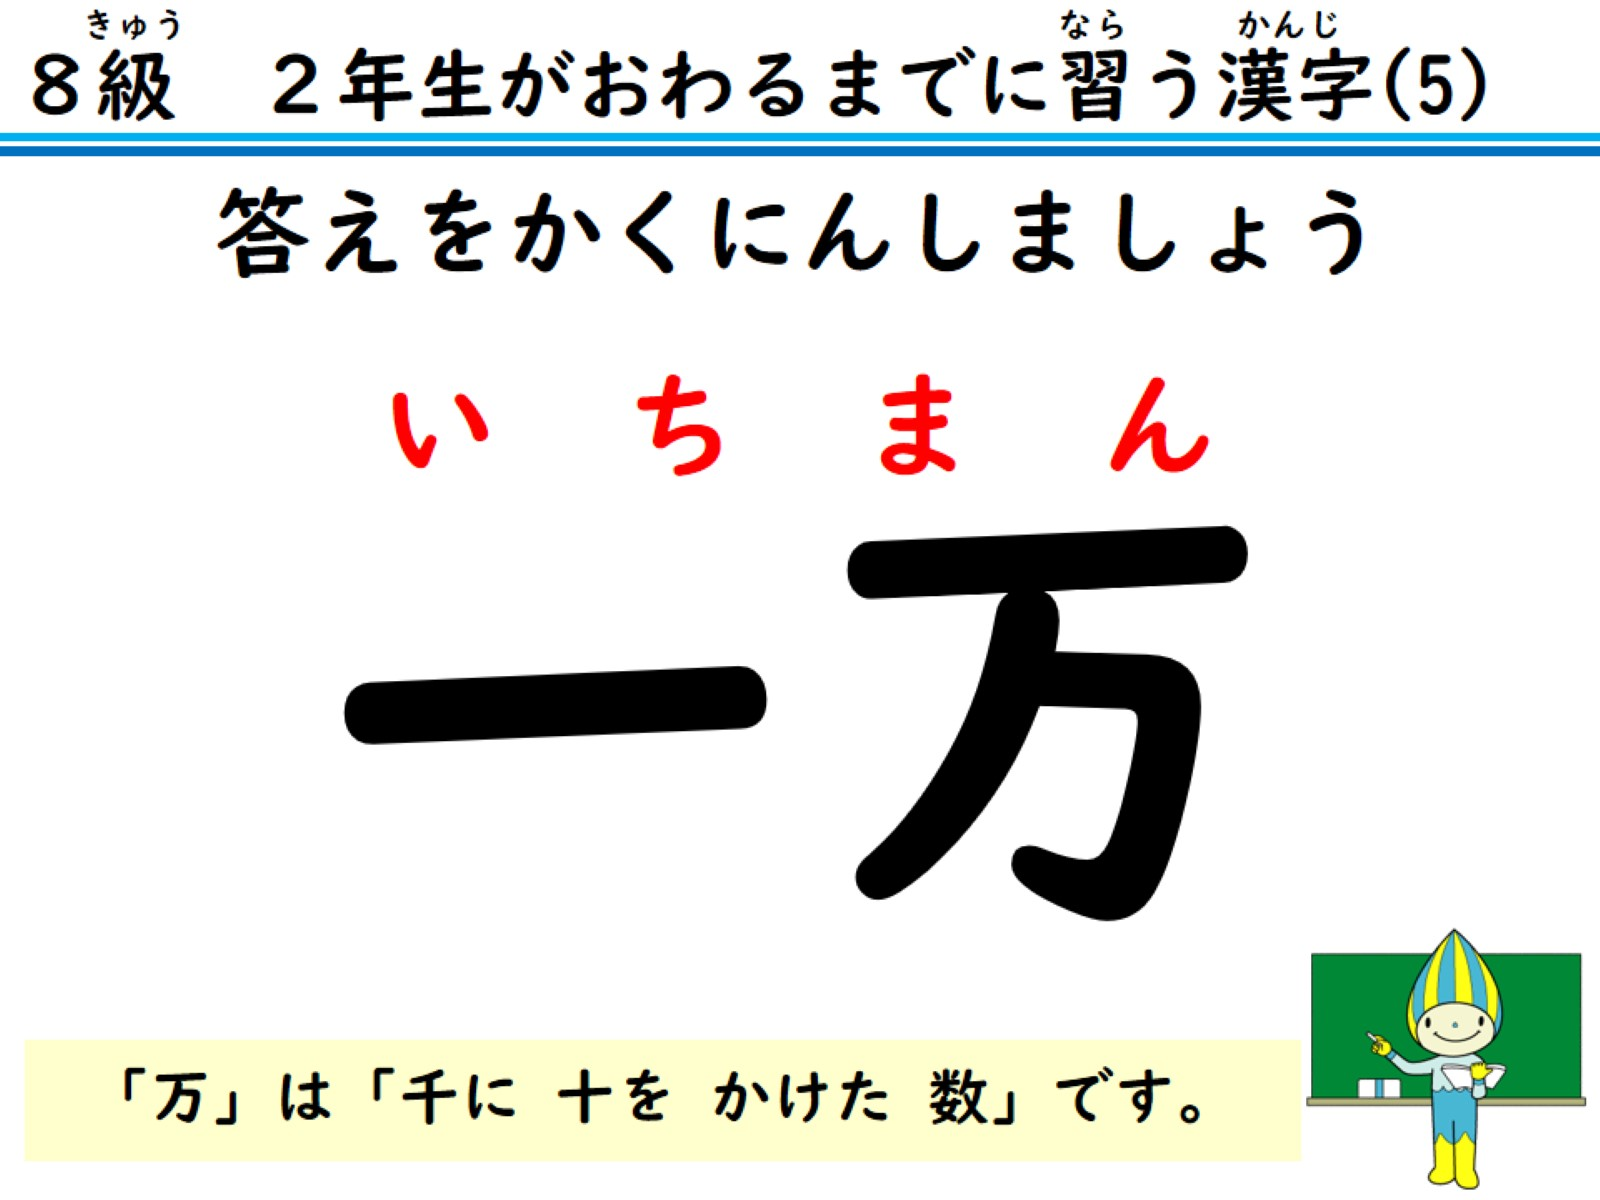 きゅう なら かんじ
８級　２年生がおわるまでに習う漢字(5)
答えをかくにんしましょう
いちまん
一万
「万」は「千に 十を かけた 数」です。